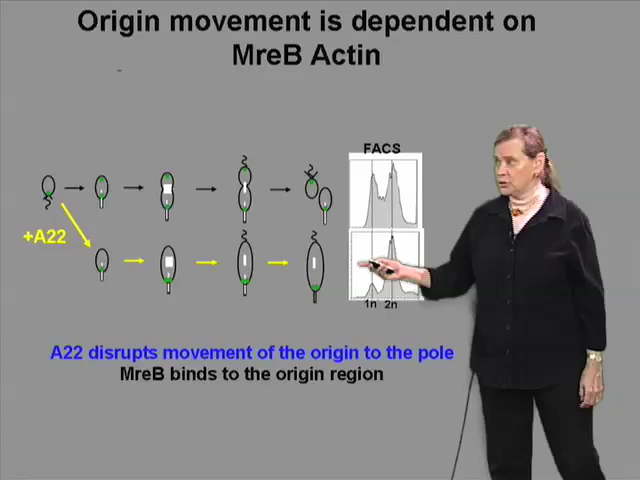 Origin movement is dependent on
MreB Actin
FACS
+A22
1n 2n
A22 disrupts movement of the origin to the pole
MreB binds to the origin region